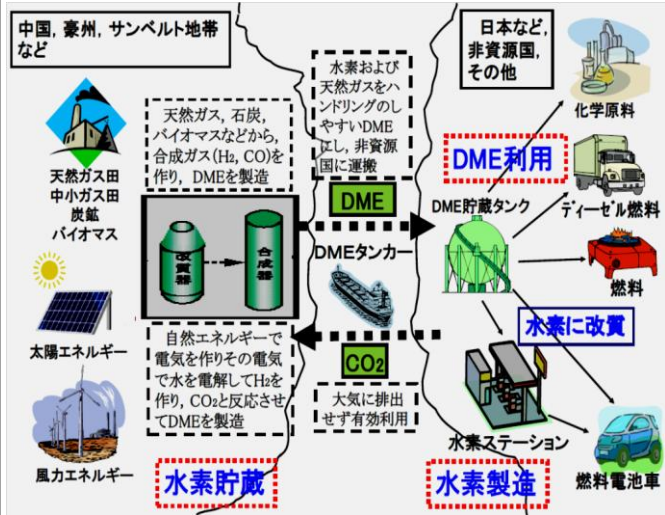 中国, 豪州, サンベルト地帯
など
天然ガス田
中小ガス田
炭鉱
バイオマス
太陽エネルギー
風力エネルギー
天然ガス, 石炭,
バイオマスなどから,
合成ガス(H₂, CO)を
作り, DMEを製造
改質器
合成器
自然エネルギーで
電気を作りその電気
で水を電解してH₂を
作り, CO₂と反応させ
てDMEを製造
水素貯蔵
水素および
天然ガスをハ
ンドリングのし
やすいDME
にし, 非資源
国に運搬
DME
DMEタンカー
CO₂
大気に排出
せず有効利用
日本など,
非資源国,
その他
DME利用
DME貯蔵タンク
水素に改質
水素ステーション
水素製造
化学原料
ディーゼル燃料
燃料
燃料電池車